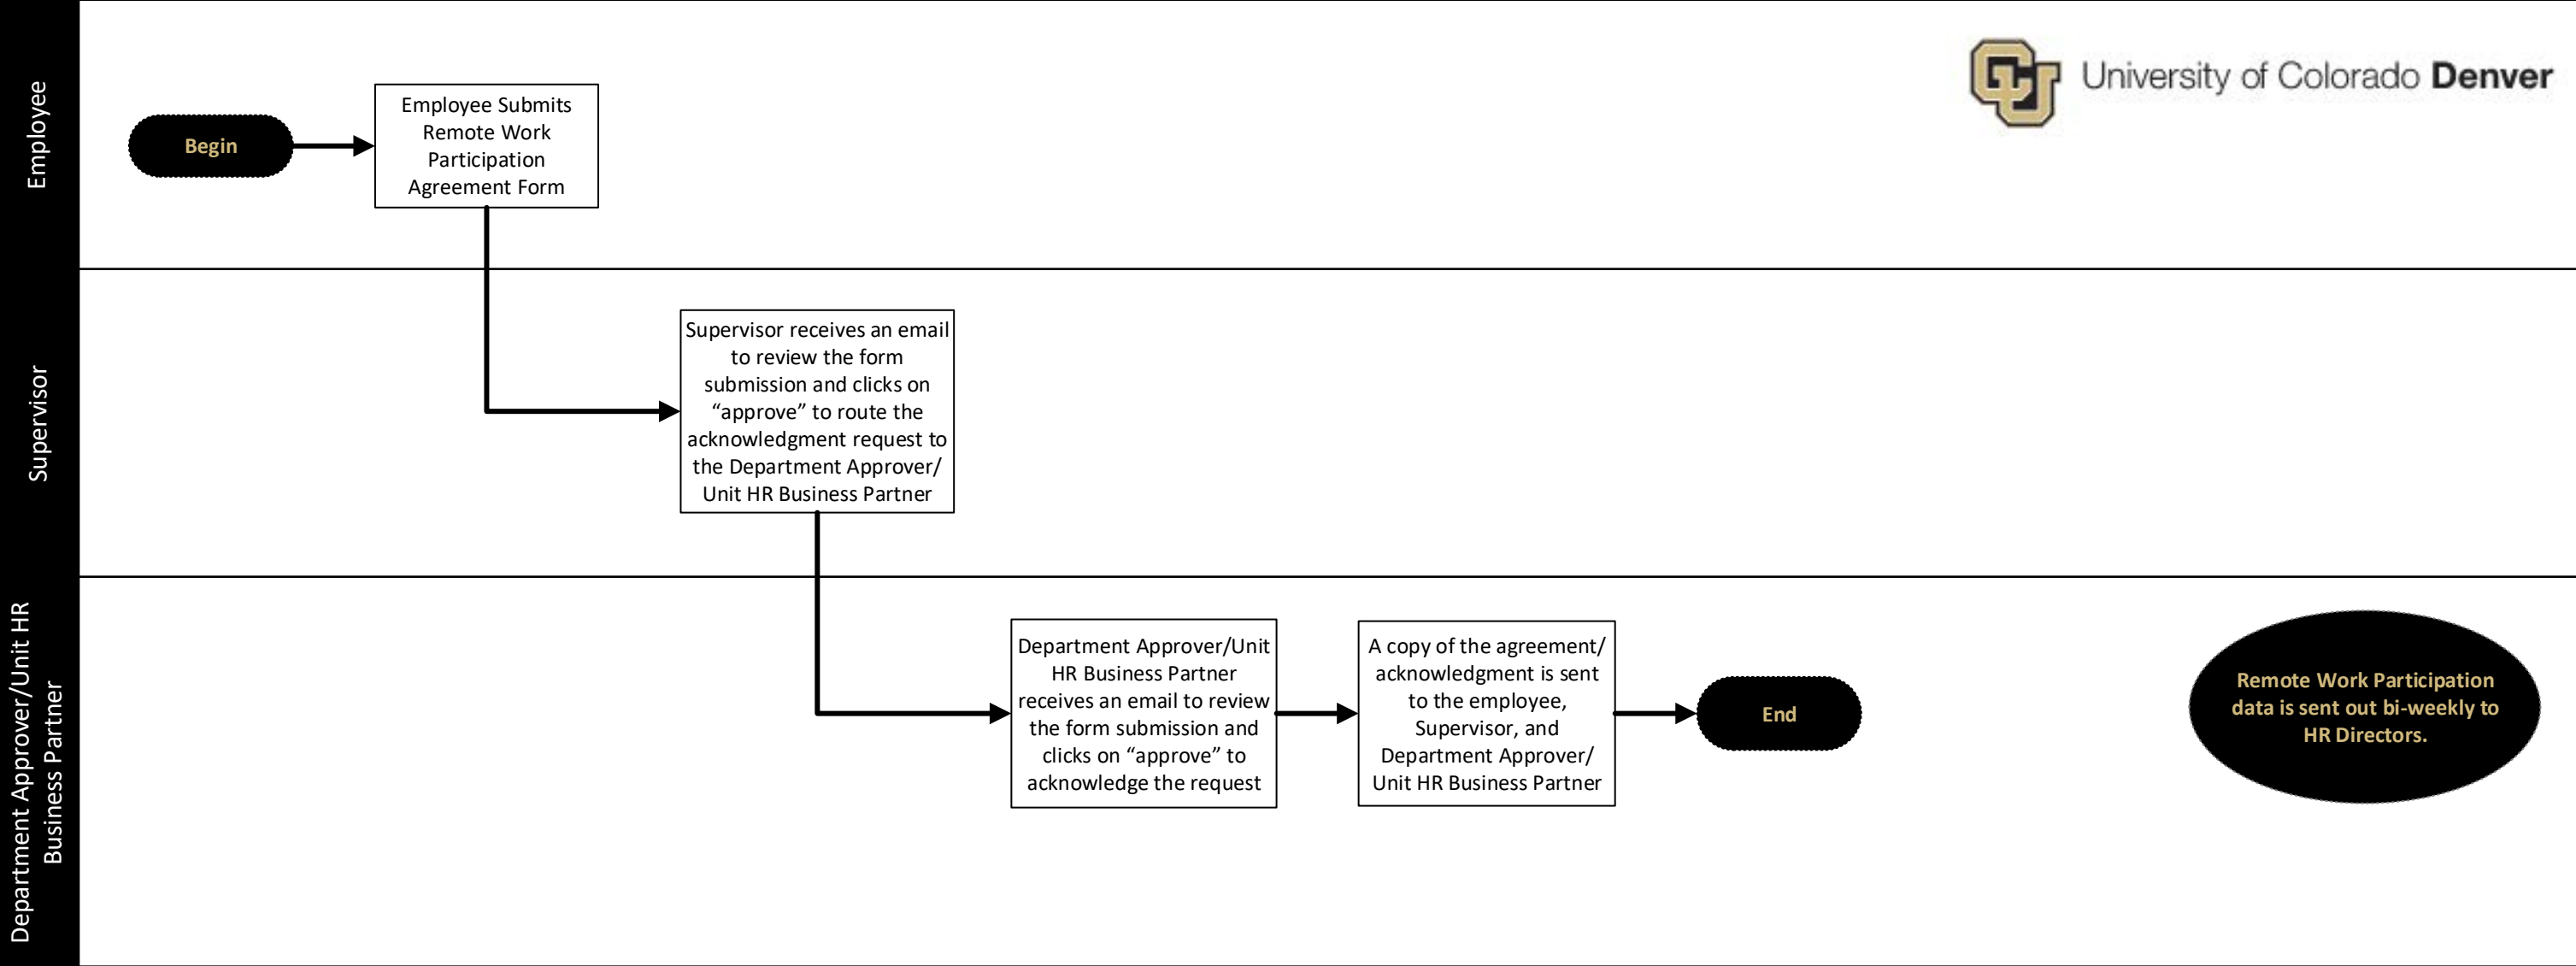 Employee
Begin
Employee Submits
Remote Work
Participation
Agreement Form
University of Colorado Denver
Supervisor
Supervisor receives an email
to review the form
submission and clicks on
“approve” to route the
acknowledgment request to
the Department Approver/
Unit HR Business Partner
Department Approver/Unit HR
Business Partner
Department Approver/Unit
HR Business Partner
receives an email to review
the form submission and
clicks on “approve” to
acknowledge the request
A copy of the agreement/
acknowledgment is sent
to the employee,
Supervisor, and
Department Approver/
Unit HR Business Partner
End
Remote Work Participation
data is sent out bi-weekly to
HR Directors.